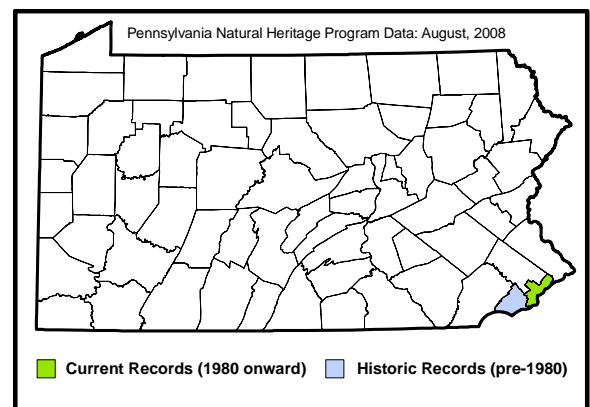 Pennsylvania Natural Heritage Program Data: August, 2008
Current Records (1980 onward) Historic Records (pre-1980)